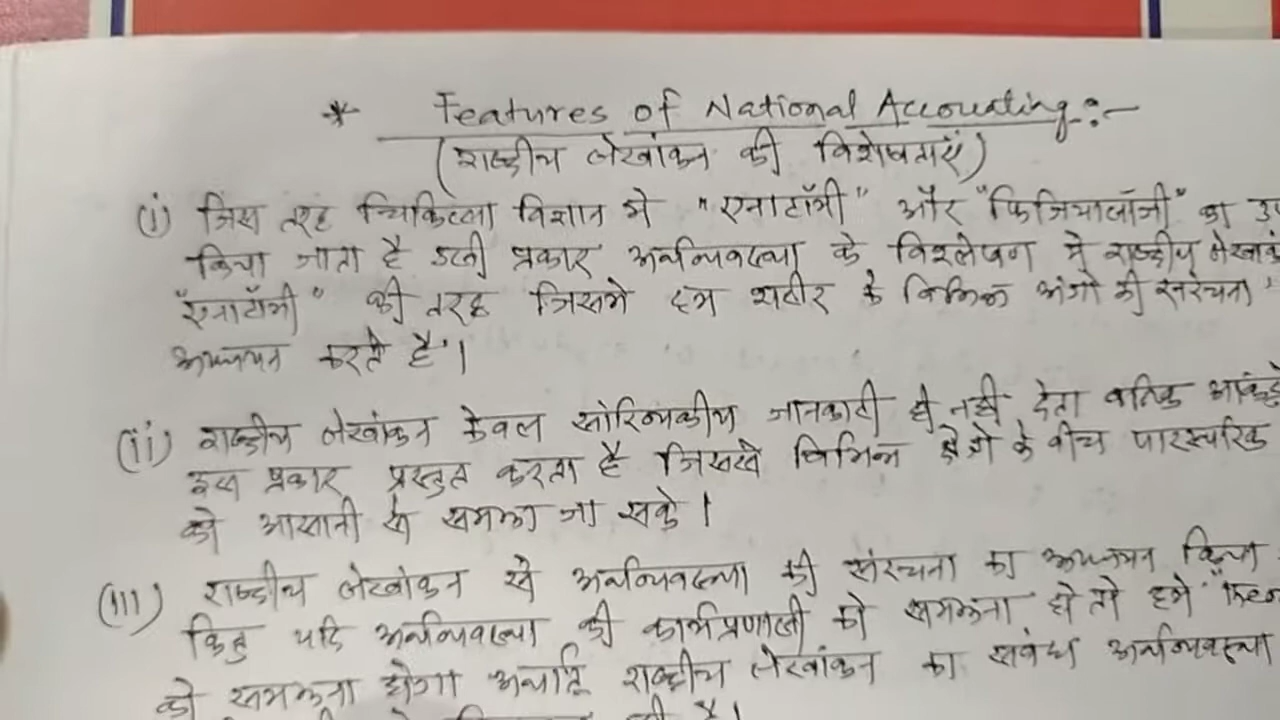 * Features of National Accounting:-
(राष्ट्रीय लेखांकन की विशेषताएँ)
(i) जिस तरह चिकित्सा विज्ञान मे "एनाटॉमी" और "फिजियालॉजी" का
किया जाता है उसी प्रकार अर्थव्यवस्था के विश्लेषण मे राष्ट्रीय
"एनाटॉमी" की तरह जिसमे हम शरीर के विभिन्न अंगो की संरचना
अध्ययन करते है।
(ii) राष्ट्रीय लेखांकन केवल सांख्यिकीय जानकारी ही नही देता बल्कि आंकड़े
इस प्रकार प्रस्तुत करता है जिससे विभिन्न क्षेत्रो के बीच पारस्परिक
को आसानी से समझा जा सके।
(iii) राष्ट्रीय लेखांकन से अर्थव्यवस्था की संरचना का अध्ययन किया
किंतु यदि अर्थव्यवस्था की कार्यप्रणाली को समझना हो तो हमे
को समझना होगा अर्थात् राष्ट्रीय लेखांकन का संबंध अर्थव्यवस्था